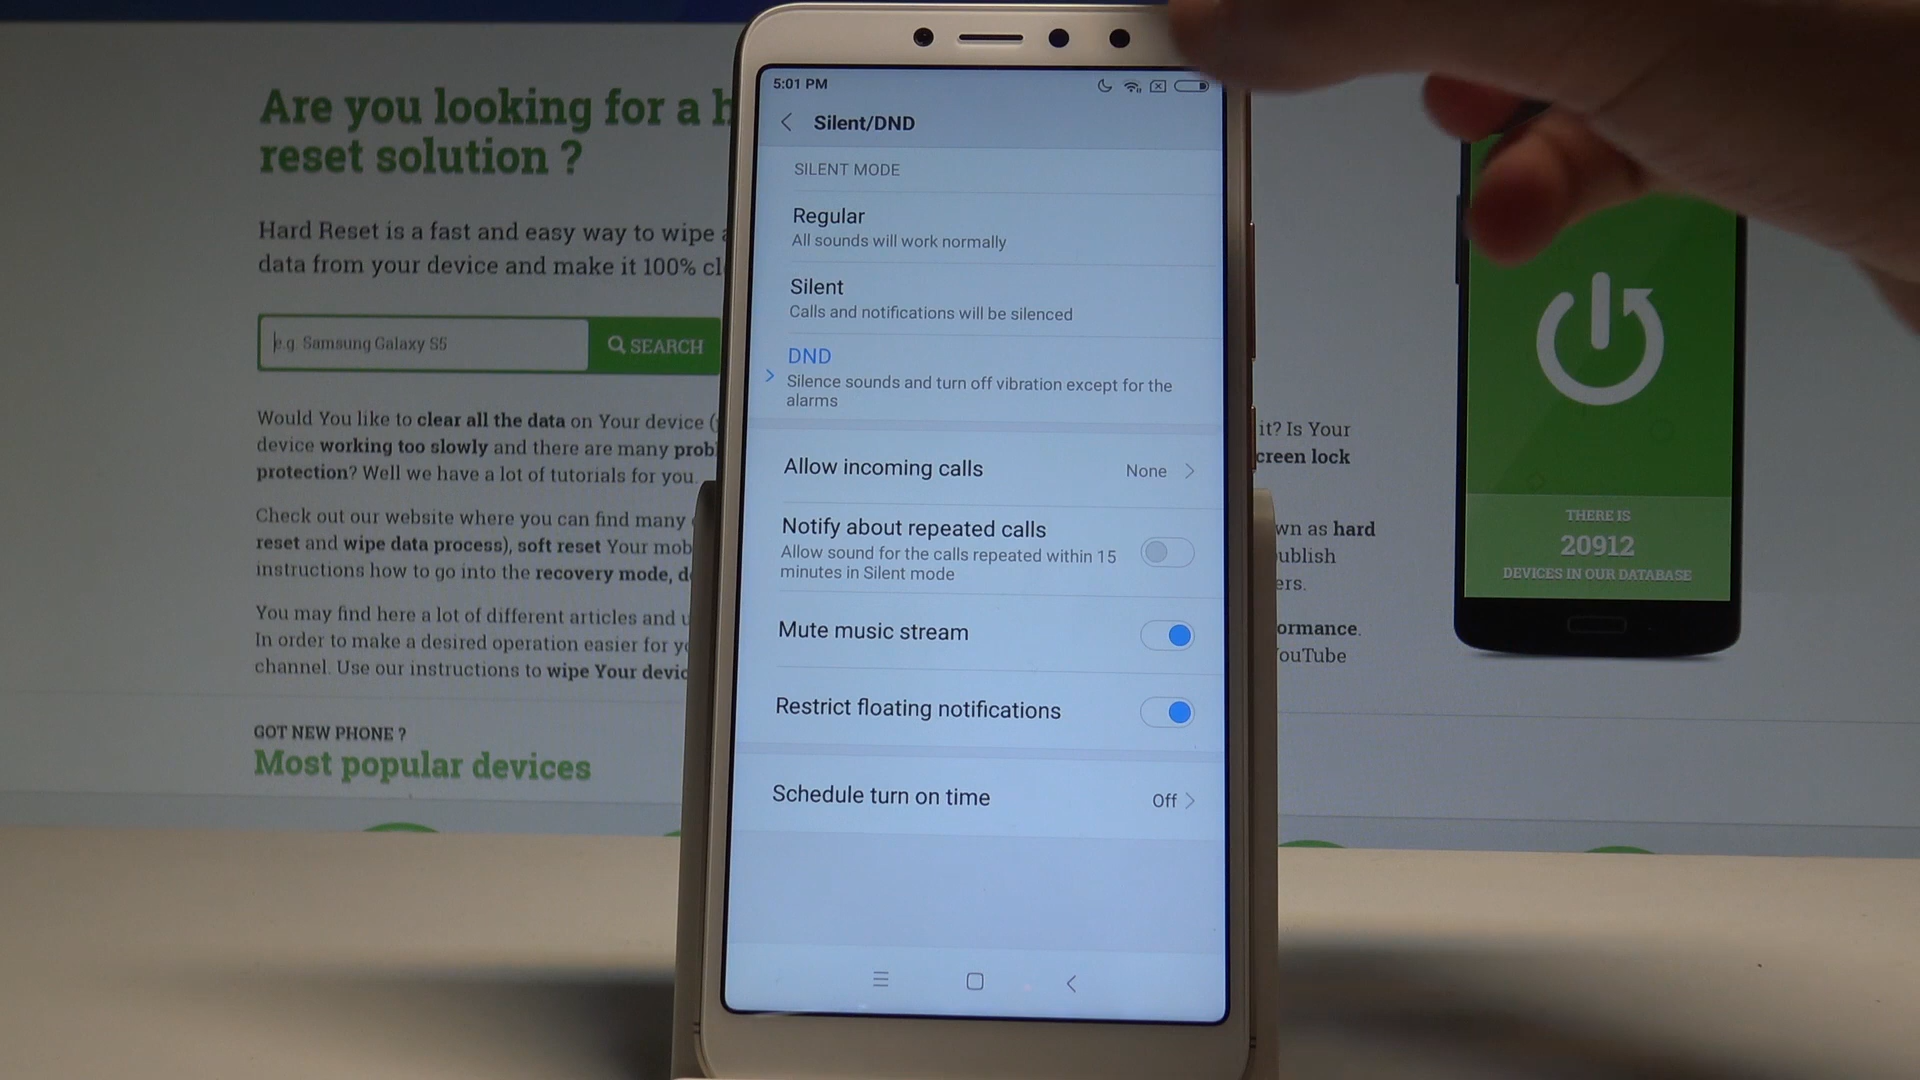 Are you looking for a h
reset solution ?
Hard Reset is a fast and easy way to wipe a
data from your device and make it 100% cl
e.g. Samsung Galaxy S5
SEARCH
Would You like to clear all the data on Your device (
device working too slowly and there are many prob
protection? Well we have a lot of tutorials for you.
Check out our website where you can find many
reset and wipe data process), soft reset Your mob
instructions how to go into the recovery mode, d
You may find here a lot of different articles and u
In order to make a desired operation easier for yo
channel. Use our instructions to wipe Your devic
GOT NEW PHONE ?
Most popular devices
5:01 PM
Silent/DND
SILENT MODE
Regular
All sounds will work normally
Silent
Calls and notifications will be silenced
DND
Silence sounds and turn off vibration except for the
alarms
Allow incoming calls None
Notify about repeated calls
Allow sound for the calls repeated within 15
minutes in Silent mode
Mute music stream
Restrict floating notifications
Schedule turn on time Off
it? Is Your
creen lock
wn as hard
ublish
ers.
ormance.
ouTube
THERE IS
20912
DEVICES IN OUR DATABASE